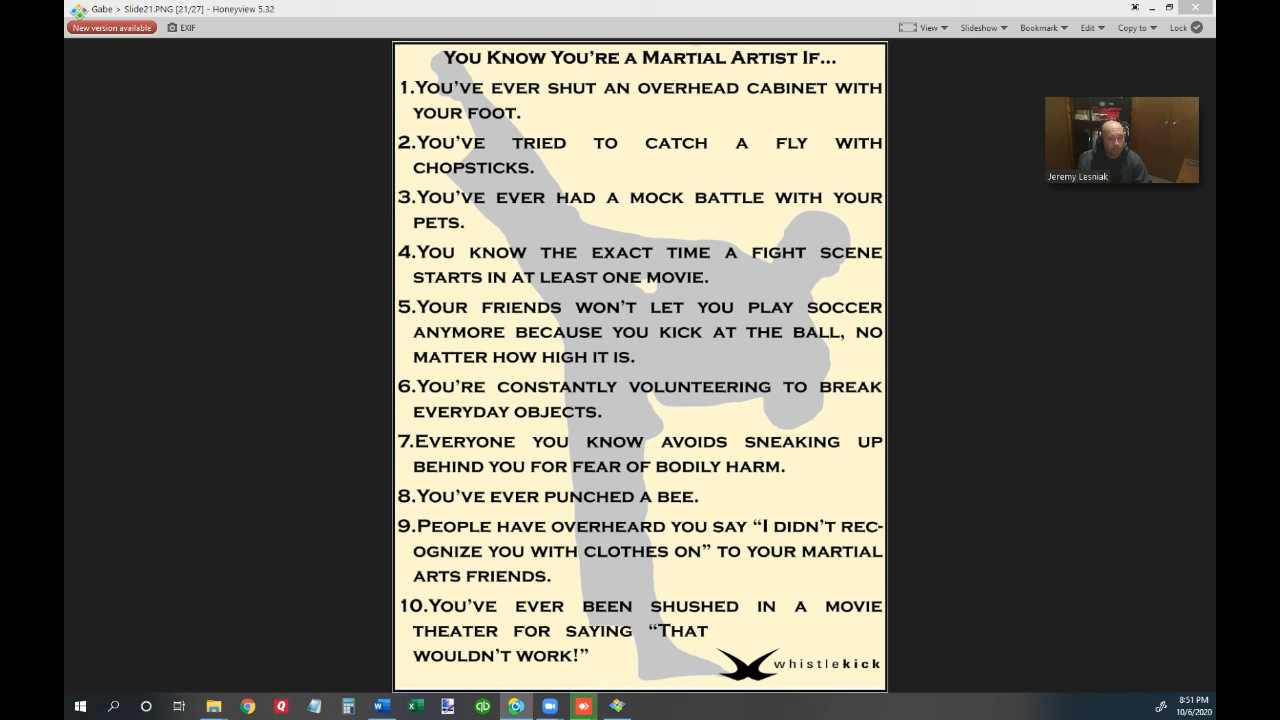 Gabe > Slide21.PNG [21/27] - Honeyview 5.32
New version available EXIF View Slideshow Bookmark Edit Copy to Lock
You Know You're a Martial Artist If...
1.You've ever shut an overhead cabinet with
your foot.
2.You've tried to catch a fly with
chopsticks.
3.You've ever had a mock battle with your
pets.
4.You know the exact time a fight scene
starts in at least one movie.
5.Your friends won't let you play soccer
anymore because you kick at the ball, no
matter how high it is.
6.You're constantly volunteering to break
everyday objects.
7.Everyone you know avoids sneaking up
behind you for fear of bodily harm.
8.You've ever punched a bee.
9.People have overheard you say “I didn't rec-
ognize you with clothes on” to your martial
arts friends.
10.You've ever been shushed in a movie
theater for saying “That
wouldn't work!”
whistlekick
Jeremy Lesniak
8:51 PM
10/6/2020